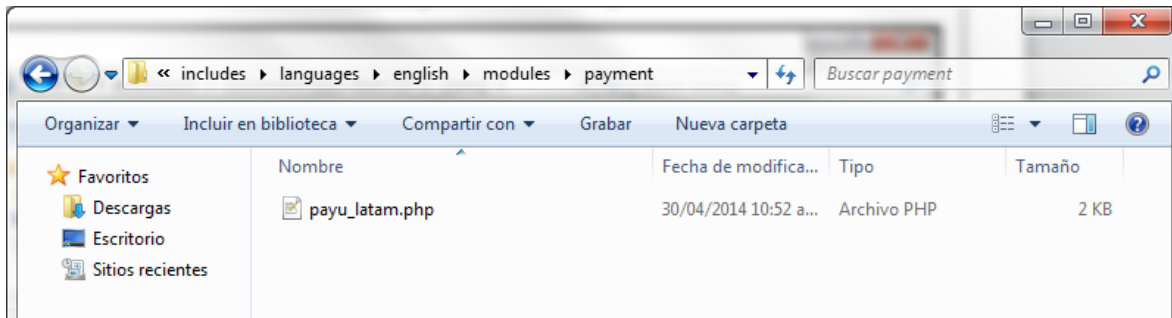 « includes ▸ languages ▸ english ▸ modules ▸ payment Buscar payment
Organizar Incluir en biblioteca Compartir con Grabar Nueva carpeta
Nombre Fecha de modifica... Tipo Tamaño
Favoritos
Descargas payu_latam.php 30/04/2014 10:52 a... Archivo PHP 2 KB
Escritorio
Sitios recientes